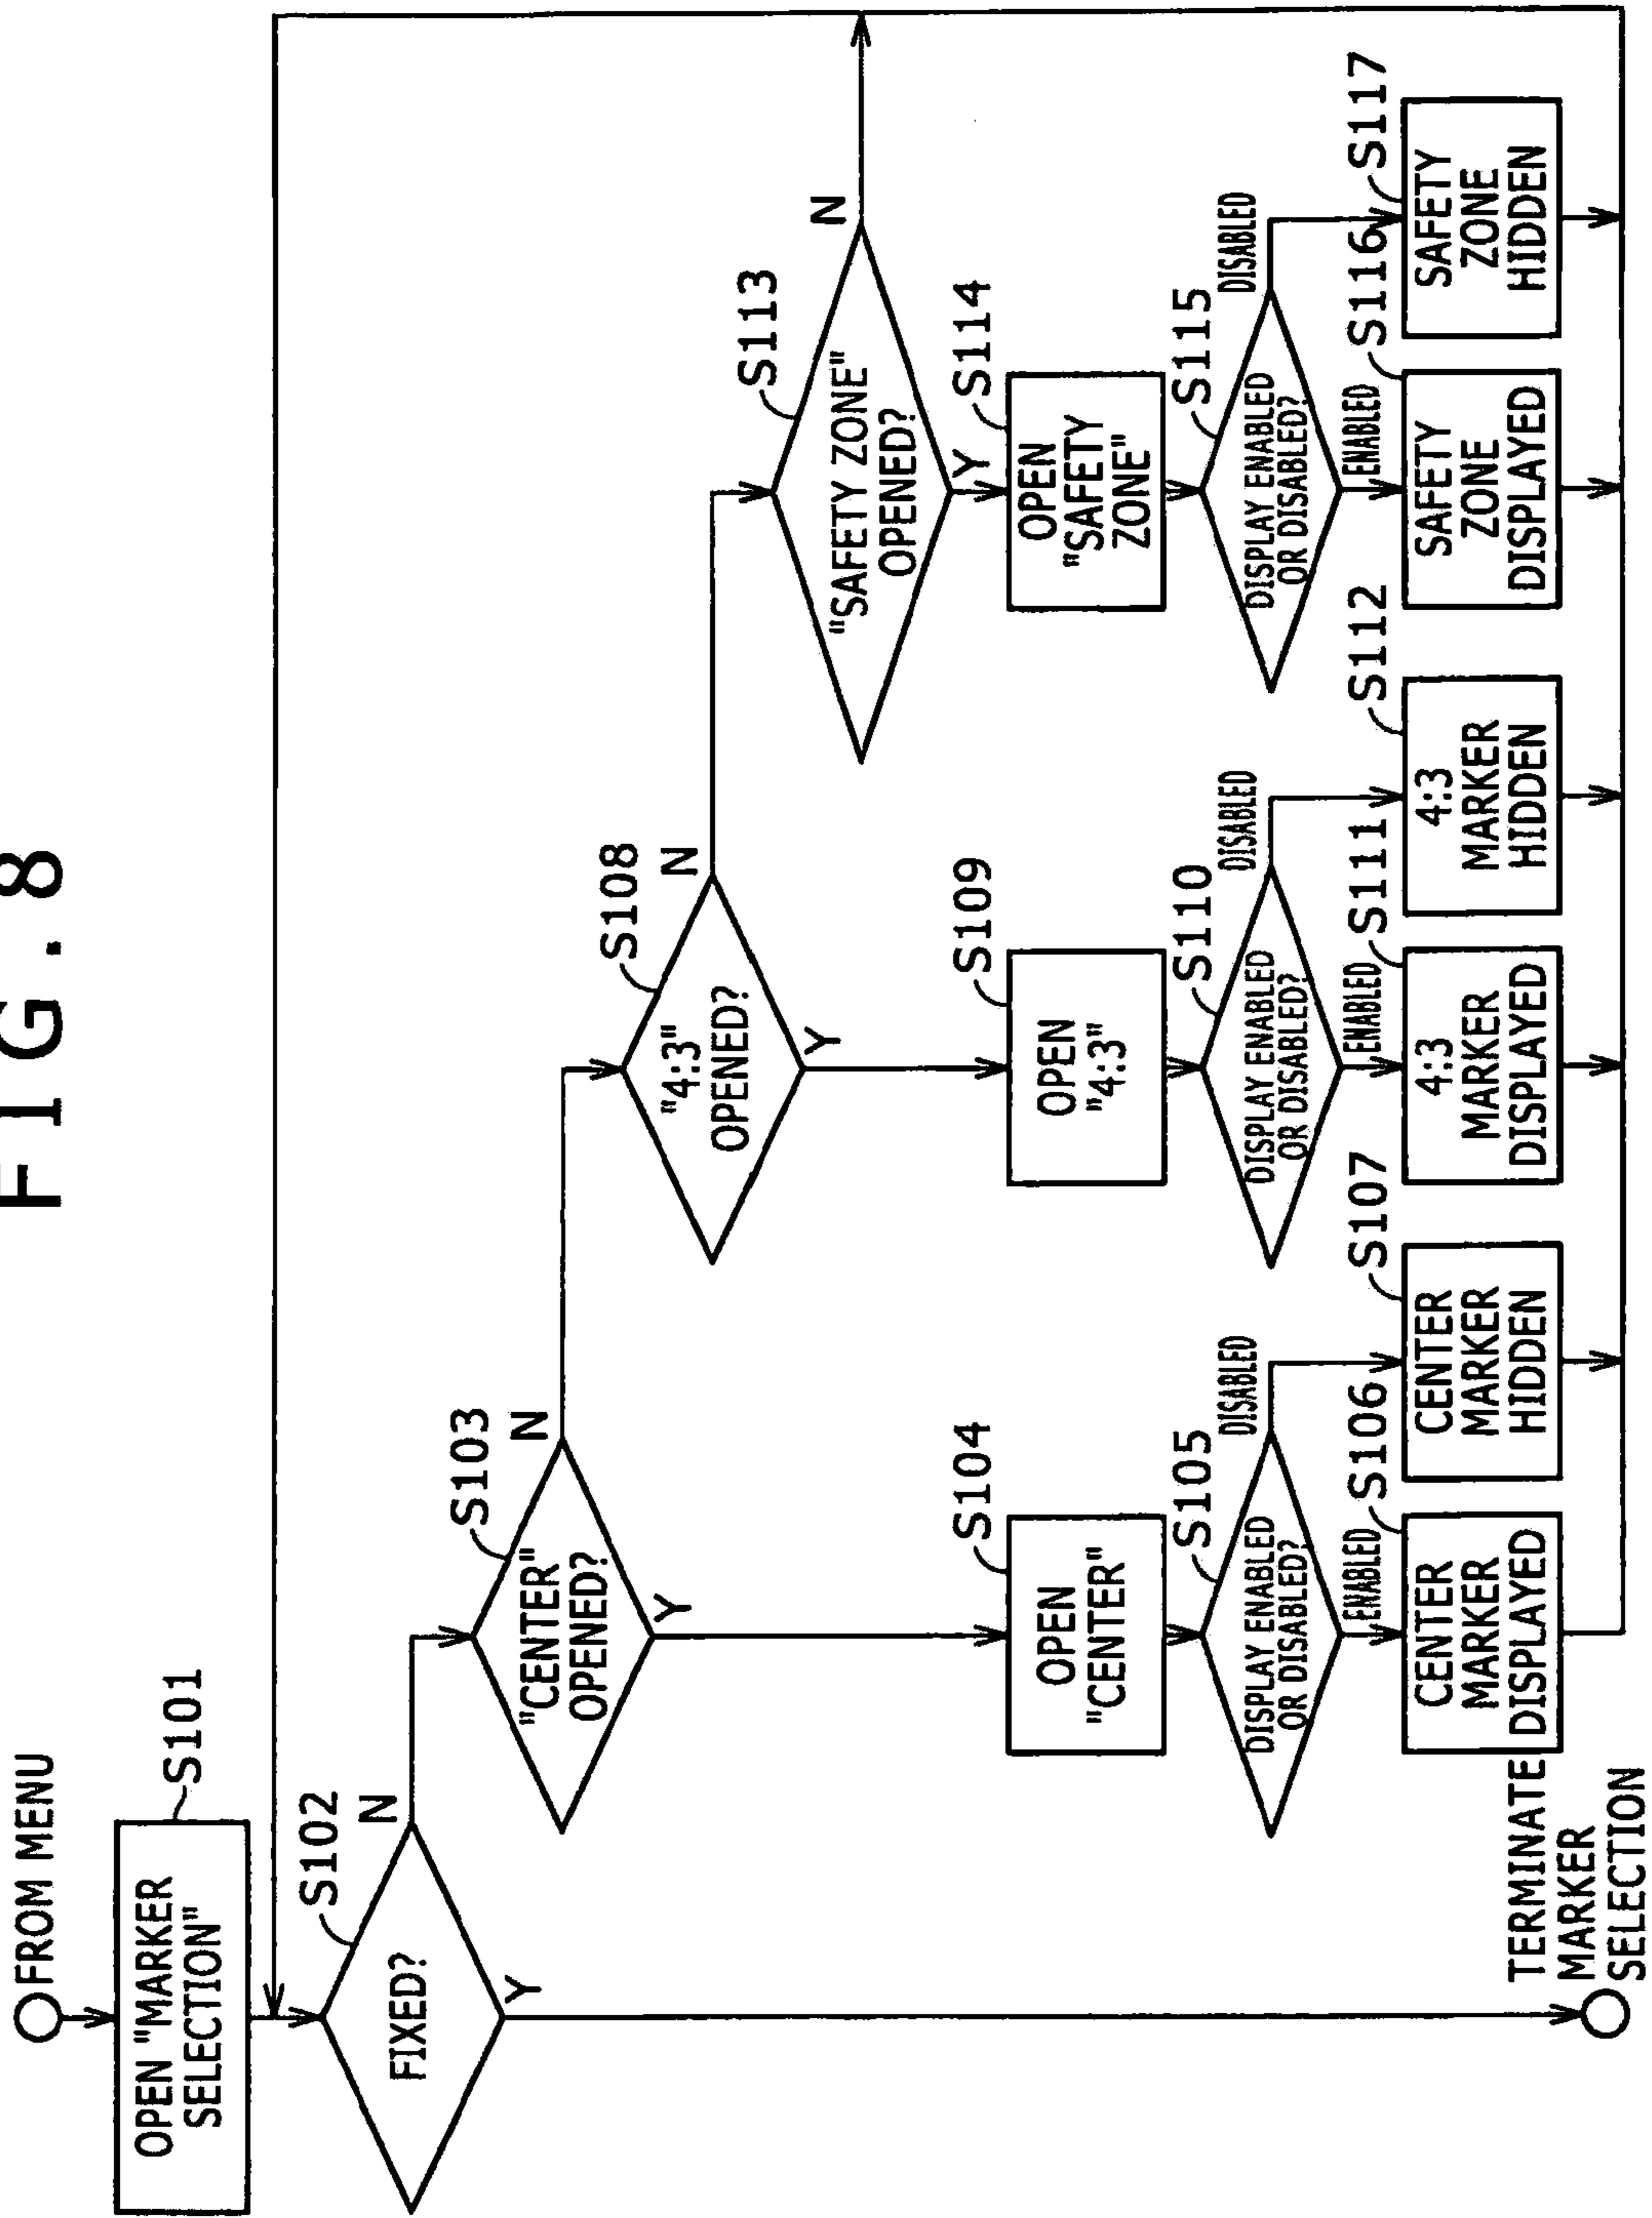 FIG. 8
FROM MENU
OPEN "MARKER
SELECTION"
S101
FIXED?
S102
N
Y
"CENTER"
OPENED?
S103
N
Y
"4:3"
OPENED?
S108
N
Y
"SAFETY ZONE"
OPENED?
S113
N
Y
OPEN
"CENTER"
S104
OPEN
"4:3"
S109
OPEN
"SAFETY
ZONE"
S114
DISPLAY ENABLED
OR DISABLED?
S105
DISABLED
ENABLED
DISPLAY ENABLED
OR DISABLED?
S110
DISABLED
ENABLED
DISPLAY ENABLED
OR DISABLED?
S115
DISABLED
ENABLED
TERMINATE
MARKER
SELECTION
CENTER
MARKER
DISPLAYED
S106
CENTER
MARKER
HIDDEN
S107
4:3
MARKER
DISPLAYED
S111
4:3
MARKER
HIDDEN
S112
SAFETY
ZONE
DISPLAYED
S116
SAFETY
ZONE
HIDDEN
S117